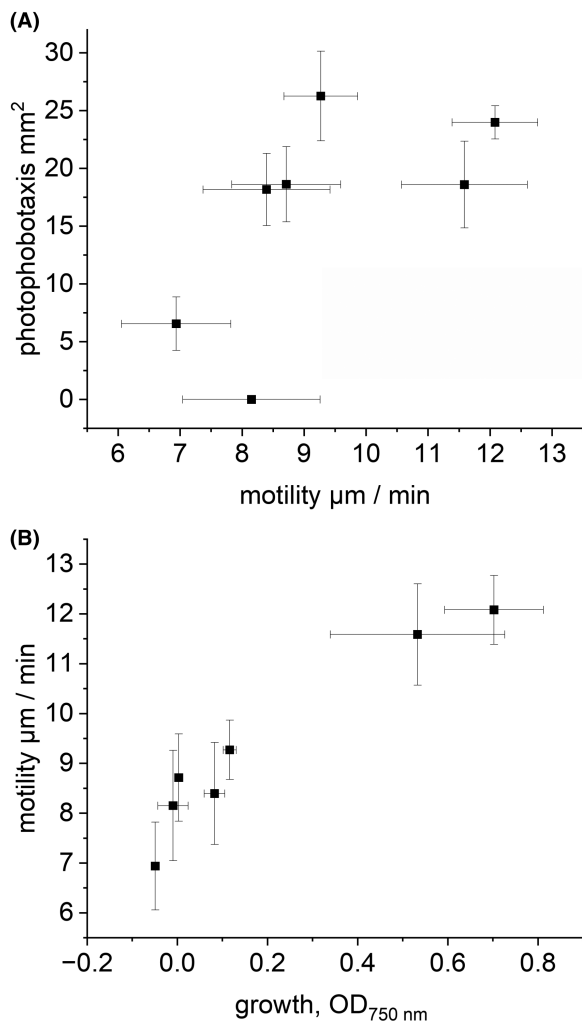 (A)
photophobotaxis mm²
30
25
20
15
10
5
0
6 7 8 9 10 11 12 13
motility µm / min
(B)
motility µm / min
13
12
11
10
9
8
7
6
−0.2 0.0 0.2 0.4 0.6 0.8
growth, OD750 nm